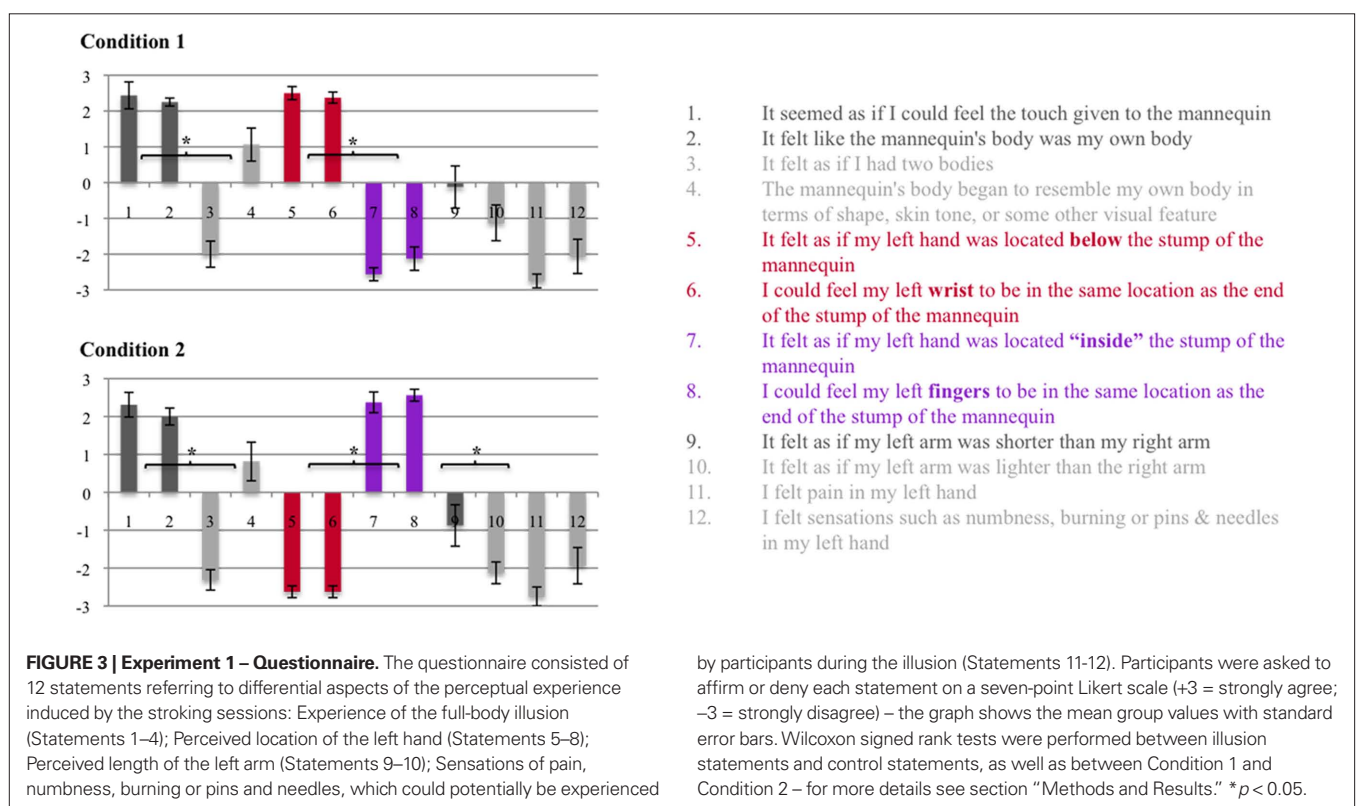 Condition 1
3
2
1
0
-1
-2
-3
*
*
1 2 3 4 5 6 7 8 9 10 11 12
Condition 2
3
2
1
0
-1
-2
-3
*
*
*
1 2 3 4 5 6 7 8 9 10 11 12
1. It seemed as if I could feel the touch given to the mannequin
2. It felt like the mannequin's body was my own body
3. It felt as if I had two bodies
4. The mannequin's body began to resemble my own body in
terms of shape, skin tone, or some other visual feature
5. It felt as if my left hand was located below the stump of the
mannequin
6. I could feel my left wrist to be in the same location as the end
of the stump of the mannequin
7. It felt as if my left hand was located “inside” the stump of the
mannequin
8. I could feel my left fingers to be in the same location as the
end of the stump of the mannequin
9. It felt as if my left arm was shorter than my right arm
10. It felt as if my left arm was lighter than the right arm
11. I felt pain in my left hand
12. I felt sensations such as numbness, burning or pins & needles
in my left hand
FIGURE 3 | Experiment 1 – Questionnaire. The questionnaire consisted of
12 statements referring to differential aspects of the perceptual experience
induced by the stroking sessions: Experience of the full-body illusion
(Statements 1–4); Perceived location of the left hand (Statements 5–8);
Perceived length of the left arm (Statements 9–10); Sensations of pain,
numbness, burning or pins and needles, which could potentially be experienced
by participants during the illusion (Statements 11-12). Participants were asked to
affirm or deny each statement on a seven-point Likert scale (+3 = strongly agree;
–3 = strongly disagree) – the graph shows the mean group values with standard
error bars. Wilcoxon signed rank tests were performed between illusion
statements and control statements, as well as between Condition 1 and
Condition 2 – for more details see section “Methods and Results.” *p < 0.05.